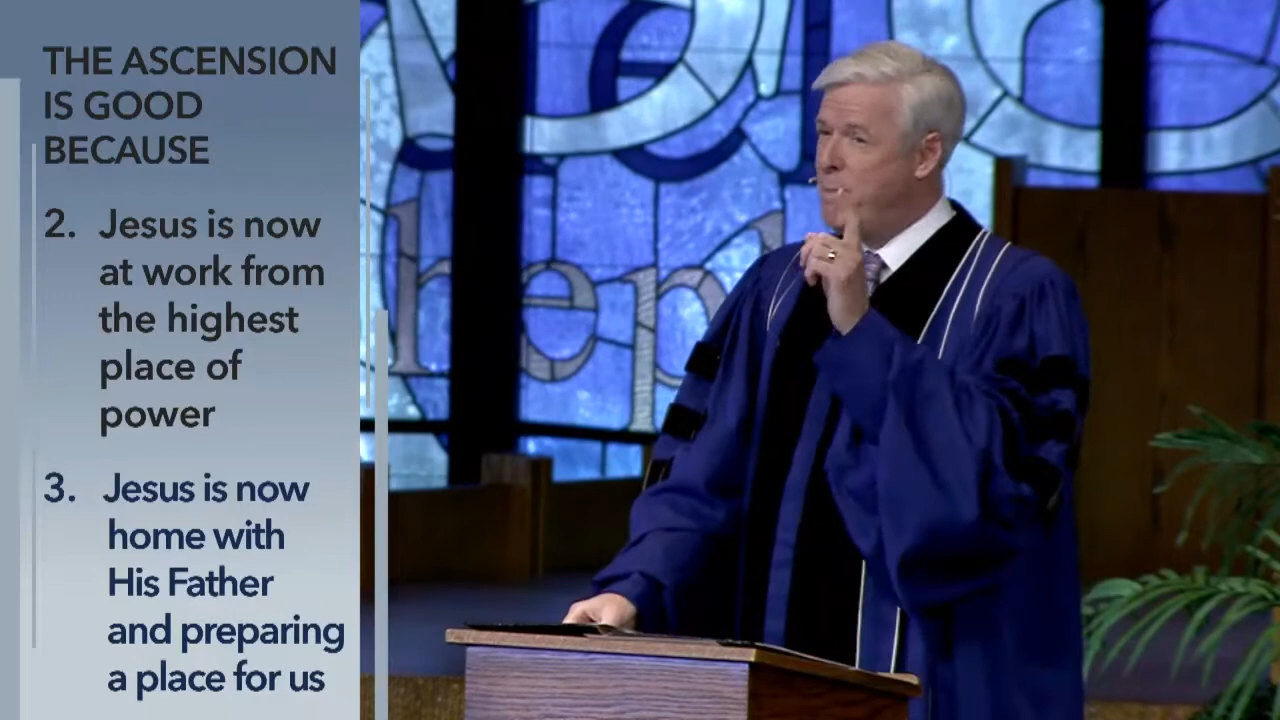 THE ASCENSION
IS GOOD
BECAUSE
2. Jesus is now
at work from
the highest
place of
power
3. Jesus is now
home with
His Father
and preparing
a place for us
hep